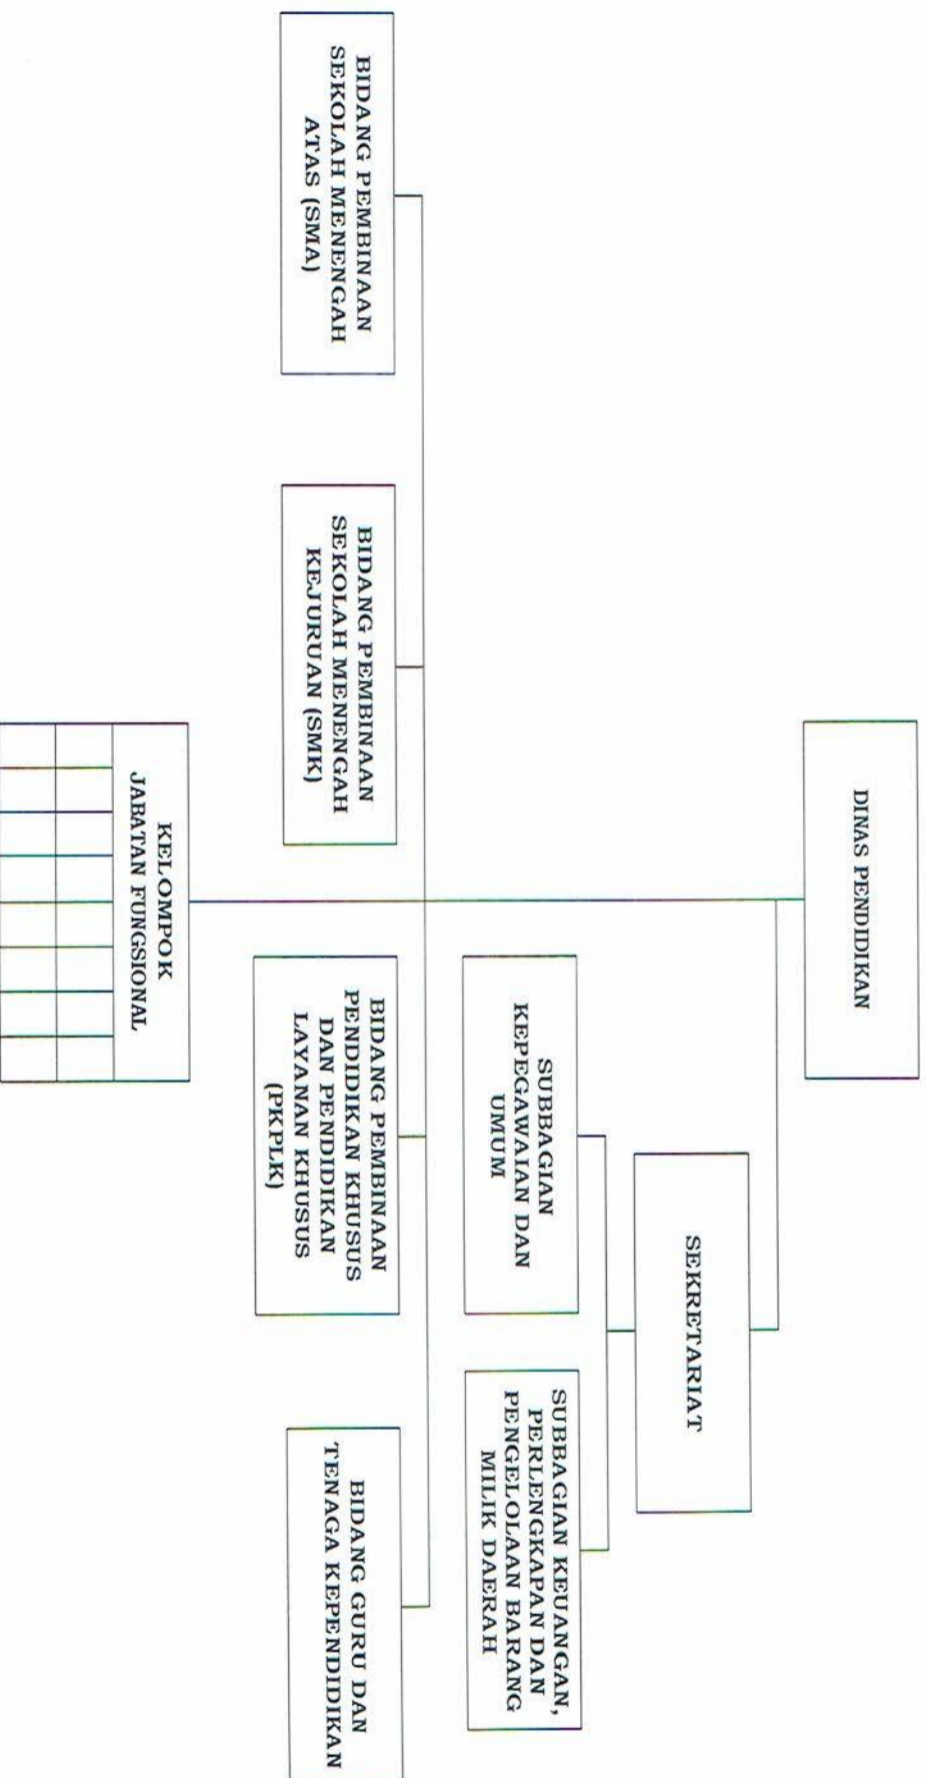 DINAS PENDIDIKAN
SEKRETARIAT
SUBBAGIAN
KEPEGAWAIAN DAN
UMUM
SUBBAGIAN KEUANGAN,
PERLENGKAPAN DAN
PENGELOLAAN BARANG
MILIK DAERAH
BIDANG PEMBINAAN
SEKOLAH MENENGAH
ATAS (SMA)
BIDANG PEMBINAAN
SEKOLAH MENENGAH
KEJURUAN (SMK)
BIDANG PEMBINAAN
PENDIDIKAN KHUSUS
DAN PENDIDIKAN
LAYANAN KHUSUS
(PKPLK)
BIDANG GURU DAN
TENAGA KEPENDIDIKAN
KELOMPOK
JABATAN FUNGSIONAL